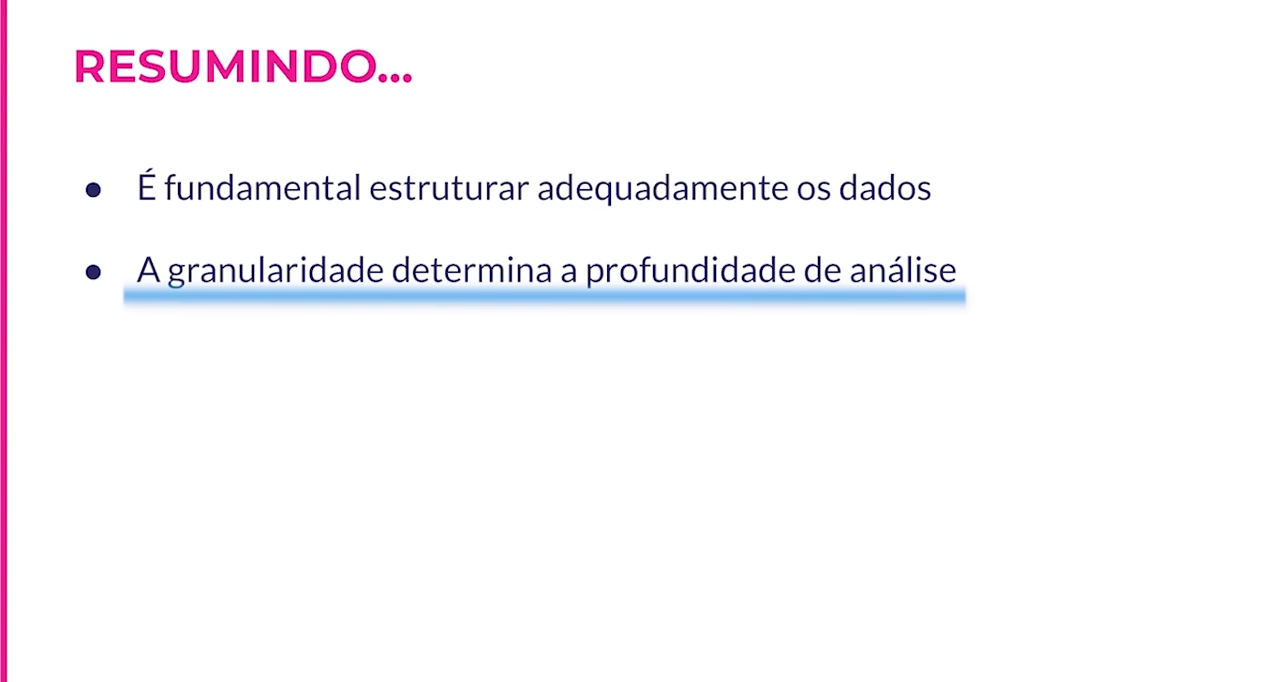 RESUMINDO...
● É fundamental estruturar adequadamente os dados
● A granularidade determina a profundidade de análise